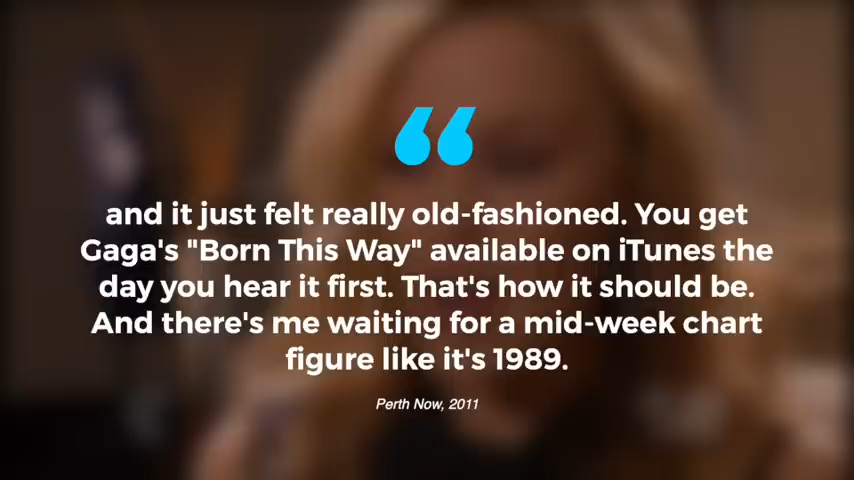 “
and it just felt really old-fashioned. You get
Gaga's "Born This Way" available on iTunes the
day you hear it first. That's how it should be.
And there's me waiting for a mid-week chart
figure like it's 1989.
Perth Now, 2011